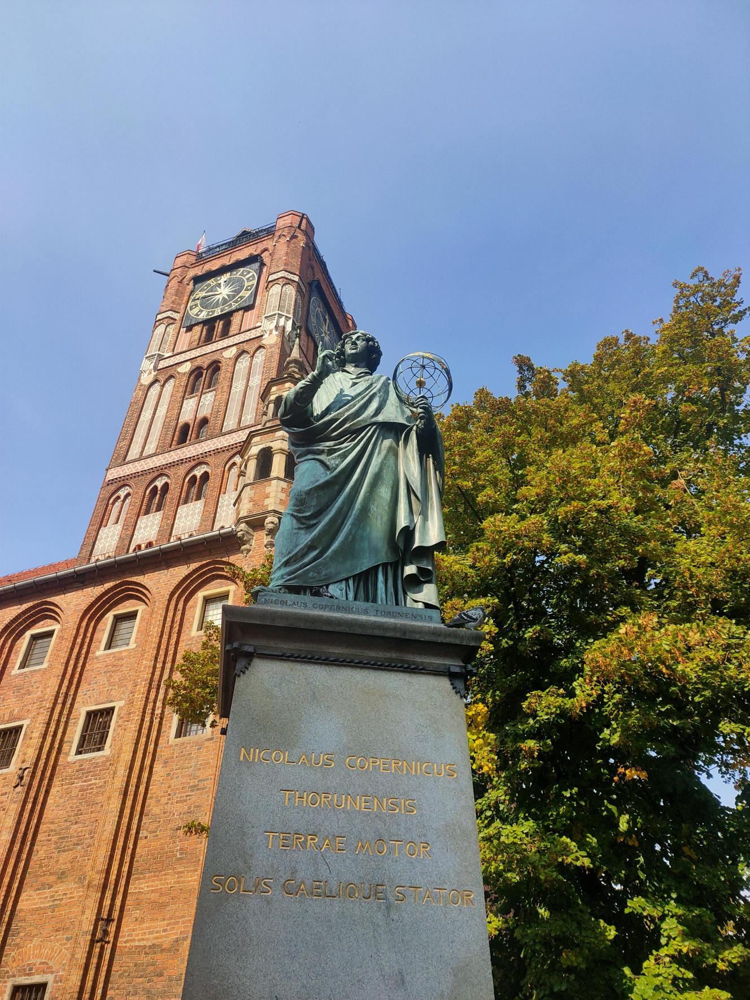 NICOLAUS COPERNICUS TORUNENSIS
NICOLAUS COPERNICUS
THORUNENSIS
TERRAE MOTOR
SOLIS CAELIQUE STATOR